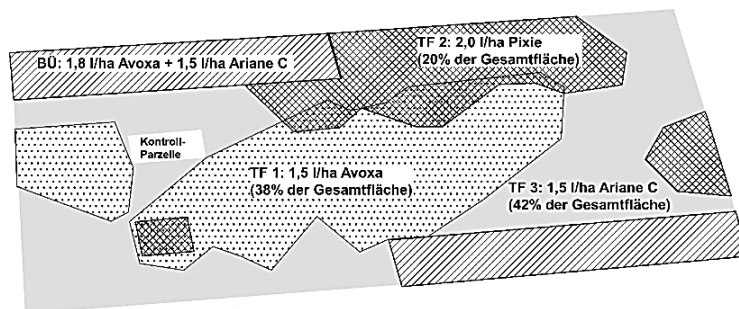 BÜ: 1,8 l/ha Avoxa + 1,5 l/ha Ariane C
TF 2: 2,0 l/ha Pixie
(20% der Gesamtfläche)
Kontroll-
Parzelle
TF 1: 1,5 l/ha Avoxa
(38% der Gesamtfläche)
TF 3: 1,5 l/ha Ariane C
(42% der Gesamtfläche)